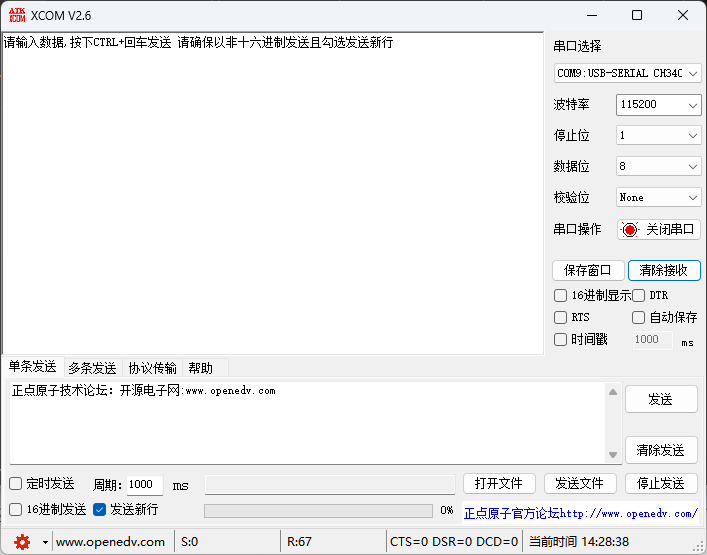 ATK
XCOM
XCOM V2.6
请输入数据,按下CTRL+回车发送 请确保以非十六进制发送且勾选发送新行
串口选择
COM9:USB-SERIAL CH340
波特率
115200
停止位
1
数据位
8
校验位
None
串口操作
关闭串口
保存窗口
清除接收
16进制显示
DTR
RTS
自动保存
时间戳
1000
ms
单条发送
多条发送
协议传输
帮助
正点原子技术论坛：开源电子网:www.openedv.com
发送
清除发送
定时发送
周期:
1000
ms
打开文件
发送文件
停止发送
16进制发送
发送新行
0%
正点原子官方论坛http://www.openedv.com/
www.openedv.com
S:0
R:67
CTS=0 DSR=0 DCD=0
当前时间 14:28:38